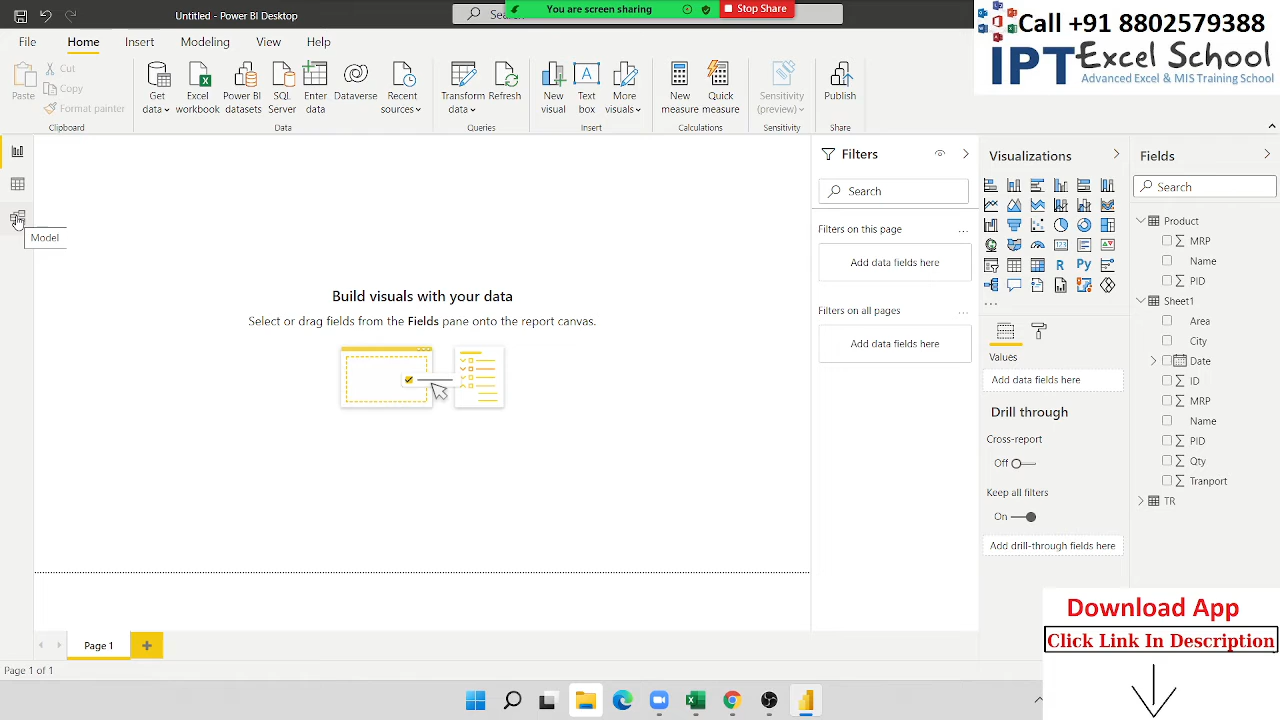 Untitled - Power BI Desktop
Sea
You are screen sharing
Stop Share
Call +91 8802579388
IPT Excel School
Advanced Excel & MIS Training School
File
Home
Insert
Modeling
View
Help
Paste
Cut
Copy
Format painter
Clipboard
Get data
Excel workbook
Power BI datasets
SQL Server
Enter data
Dataverse
Recent sources
Data
Transform data
Refresh
Queries
New visual
Text box
More visuals
Insert
New measure
Quick measure
Calculations
Sensitivity (preview)
Sensitivity
Publish
Share
Model
Build visuals with your data
Select or drag fields from the Fields pane onto the report canvas.
Filters
Search
Filters on this page
...
Add data fields here
Filters on all pages
...
Add data fields here
Visualizations
R
Py
...
Values
Add data fields here
Drill through
Cross-report
Off
Keep all filters
On
Add drill-through fields here
Fields
Search
Product
MRP
Name
PID
Sheet1
Area
City
Date
ID
MRP
Name
PID
Qty
Tranport
TR
Page 1
Page 1 of 1
Download App
Click Link In Description